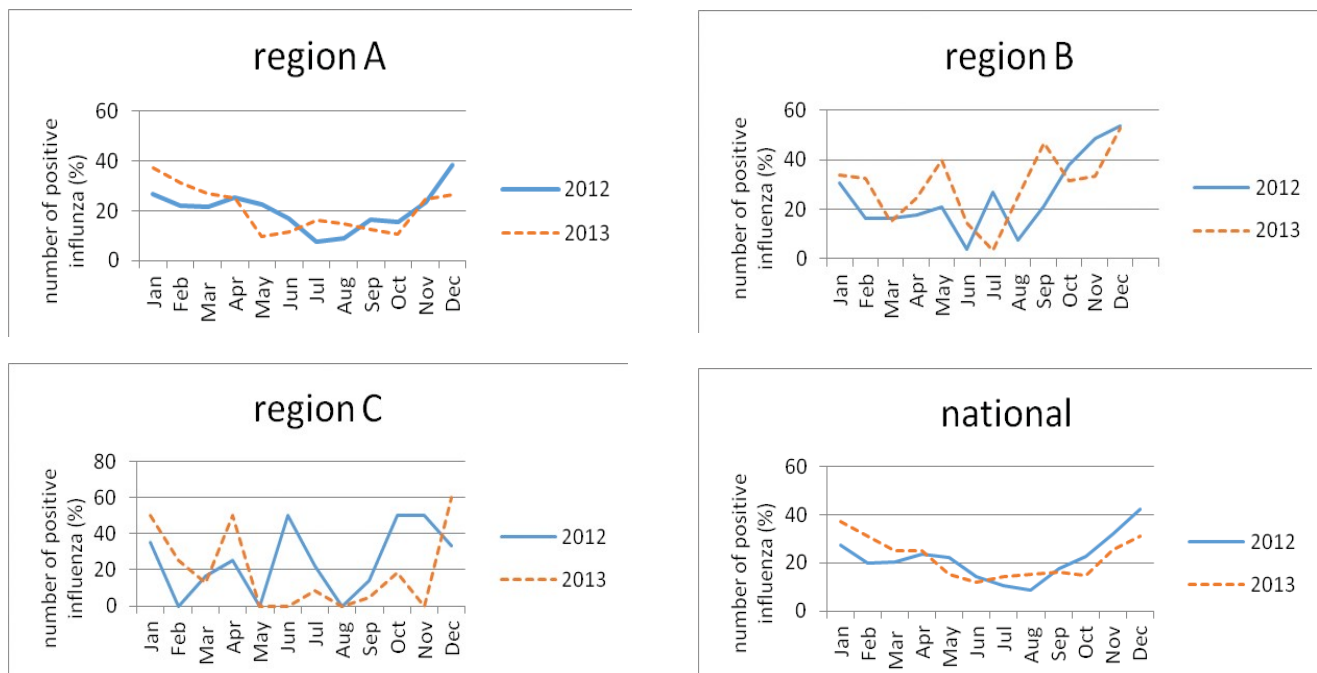 region A
number of positive
influnza (%)
60
40
20
0
Jan
Feb
Mar
Apr
May
Jun
Jul
Aug
Sep
Oct
Nov
Dec
2012
2013
region B
number of positive
influenza (%)
60
40
20
0
Jan
Feb
Mar
Apr
May
Jun
Jul
Aug
Sep
Oct
Nov
Dec
2012
2013
region C
number of positive
influenza (%)
80
60
40
20
0
Jan
Feb
Mar
Apr
May
Jun
Jul
Aug
Sep
Oct
Nov
Dec
2012
2013
national
number of positive
influenza (%)
60
40
20
0
Jan
Feb
Mar
Apr
May
Jun
Jul
Aug
Sep
Oct
Nov
Dec
2012
2013